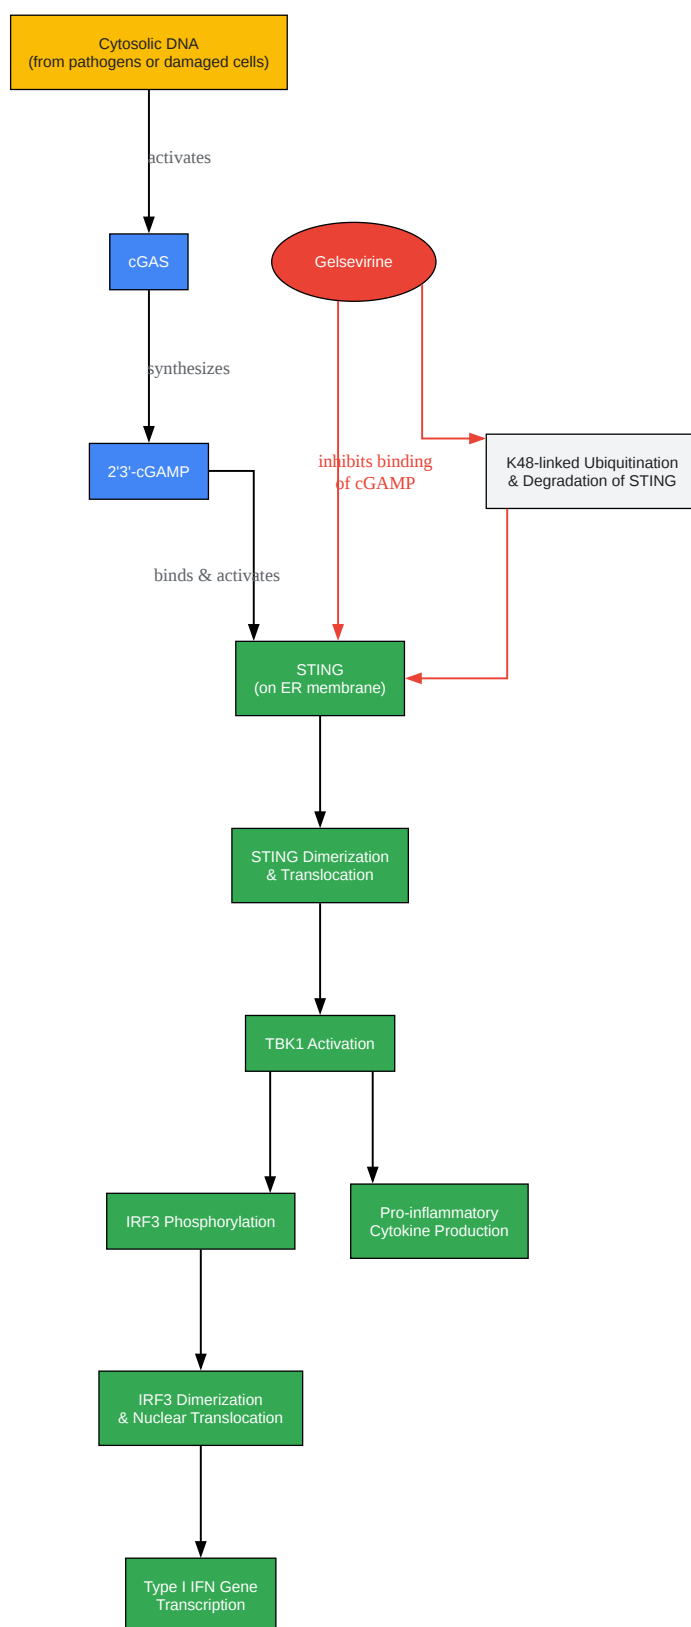 Cytosolic DNA
(from pathogens or damaged cells)
activates
cGAS
Gelsevirine
synthesizes
inhibits binding
of cGAMP
K48-linked Ubiquitination
& Degradation of STING
2'3'-cGAMP
binds & activates
STING
(on ER membrane)
STING Dimerization
& Translocation
TBK1 Activation
IRF3 Phosphorylation
Pro-inflammatory
Cytokine Production
IRF3 Dimerization
& Nuclear Translocation
Type I IFN Gene
Transcription